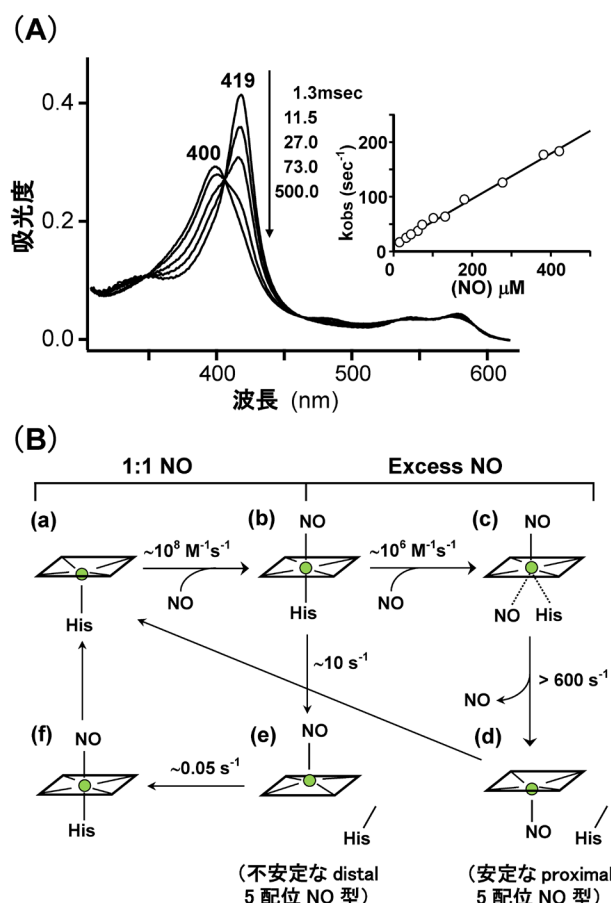 (A)
419
400
1.3msec
11.5
27.0
73.0
500.0
0.4
0.2
0.0
吸光度
400
500
600
波長 (nm)
kobs (sec⁻¹)
200
100
0
0
200
400
(NO) μM
(B)
1:1 NO
Excess NO
(a)
His
~10⁸ M⁻¹s⁻¹
NO
(b)
NO
His
~10⁶ M⁻¹s⁻¹
NO
(c)
NO
NO
His
~10 s⁻¹
NO
> 600 s⁻¹
(f)
NO
His
~0.05 s⁻¹
(e)
NO
His
(d)
NO
His
(不安定な distal
5 配位 NO 型)
(安定な proximal
5 配位 NO 型)